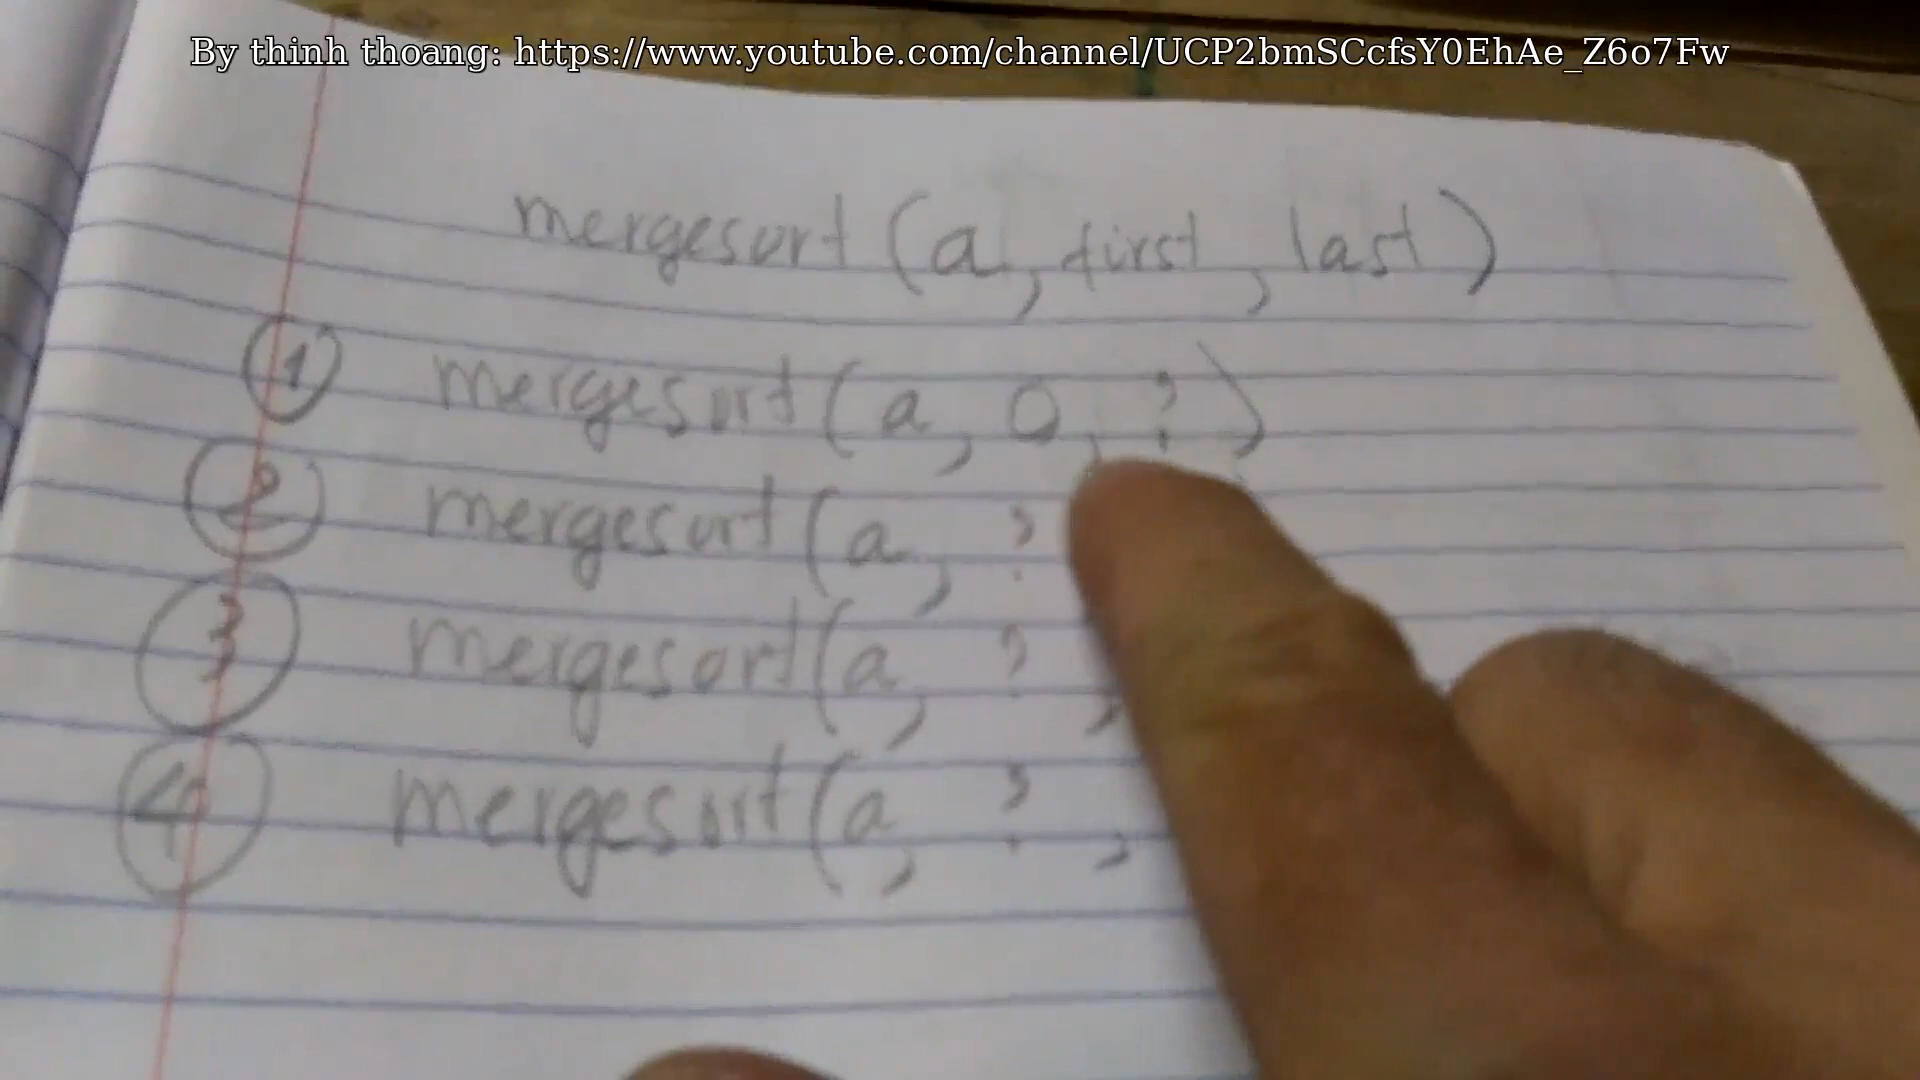 By thinh thoang: https://www.youtube.com/channel/UCP2bmSCcfsY0EhAe_Z6o7Fw
mergesort (a, first, last)
1 mergesort (a, 0, ?)
2 mergesort (a, ?
3 mergesort (a, ? ,
4 mergesort (a, ? ,